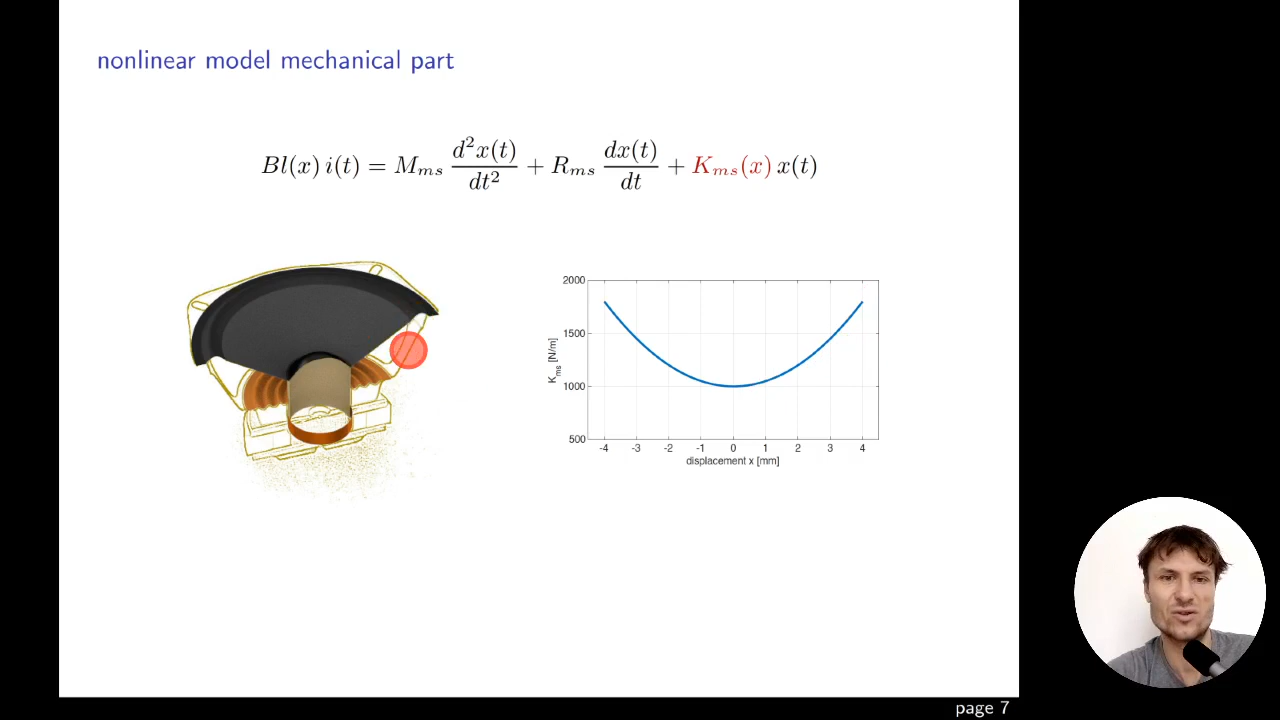 nonlinear model mechanical part
Bl(x) i(t) = M_ms d²x(t)/dt² + R_ms dx(t)/dt + K_ms(x) x(t)
2000
1500
1000
500
K_ms [N/m]
-4 -3 -2 -1 0 1 2 3 4
displacement x [mm]
page 7